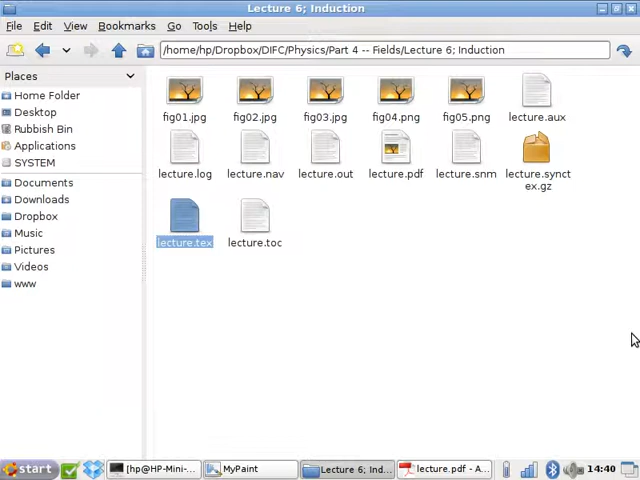 Lecture 6; Induction
File Edit View Bookmarks Go Tools Help
/home/hp/Dropbox/DIFC/Physics/Part 4 -- Fields/Lecture 6; Induction
Places
Home Folder
Desktop
Rubbish Bin
Applications
SYSTEM
Documents
Downloads
Dropbox
Music
Pictures
Videos
www
fig01.jpg fig02.jpg fig03.jpg fig04.png fig05.png lecture.aux
lecture.log lecture.nav lecture.out lecture.pdf lecture.snm lecture.synct
ex.gz
lecture.tex lecture.toc
start [hp@HP-Mini-... MyPaint Lecture 6; Ind... lecture.pdf - A... 14:40